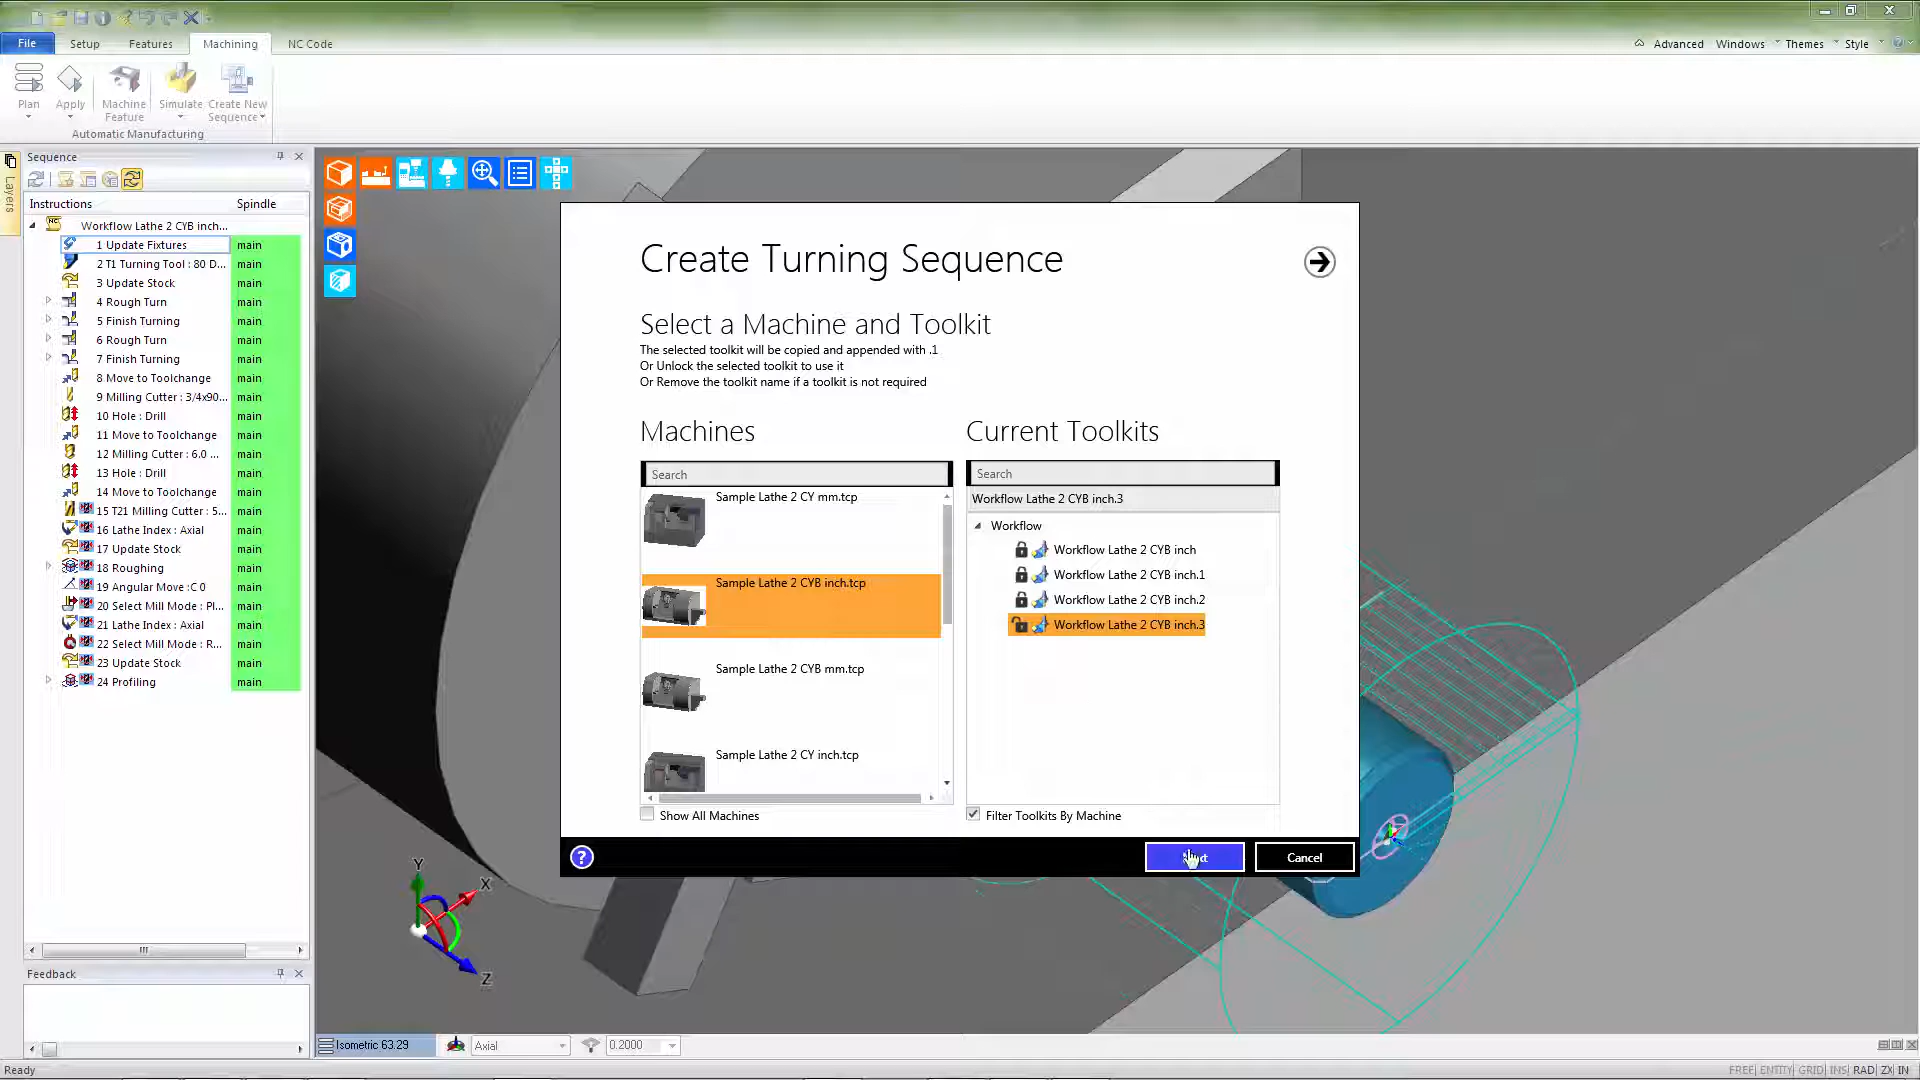 File
Setup
Features
Machining
NC Code
Advanced
Windows
Themes
Style
Plan
Apply
Machine
Feature
Simulate
Create New
Sequence
Automatic Manufacturing
Layers
Sequence
Instructions
Spindle
Workflow Lathe 2 CYB inch...
1 Update Fixtures main
2 T1 Turning Tool : 80 D... main
3 Update Stock main
4 Rough Turn main
5 Finish Turning main
6 Rough Turn main
7 Finish Turning main
8 Move to Toolchange main
9 Milling Cutter : 3/4x90... main
10 Hole : Drill main
11 Move to Toolchange main
12 Milling Cutter : 6.0 ... main
13 Hole : Drill main
14 Move to Toolchange main
15 T21 Milling Cutter : 5... main
16 Lathe Index : Axial main
17 Update Stock main
18 Roughing main
19 Angular Move :C 0 main
20 Select Mill Mode : Pl... main
21 Lathe Index : Axial main
22 Select Mill Mode : R... main
23 Update Stock main
24 Profiling main
Feedback
Create Turning Sequence
Select a Machine and Toolkit
The selected toolkit will be copied and appended with .1
Or Unlock the selected toolkit to use it
Or Remove the toolkit name if a toolkit is not required
Machines
Search
Sample Lathe 2 CY mm.tcp
Sample Lathe 2 CYB inch.tcp
Sample Lathe 2 CYB mm.tcp
Sample Lathe 2 CY inch.tcp
Show All Machines
Current Toolkits
Search
Workflow Lathe 2 CYB inch.3
Workflow
Workflow Lathe 2 CYB inch
Workflow Lathe 2 CYB inch.1
Workflow Lathe 2 CYB inch.2
Workflow Lathe 2 CYB inch.3
Filter Toolkits By Machine
?
Cancel
Y
X
Z
Isometric 63.29
Axial
0.2000
Ready
FREE ENTITY GRID INS RAD ZX IN